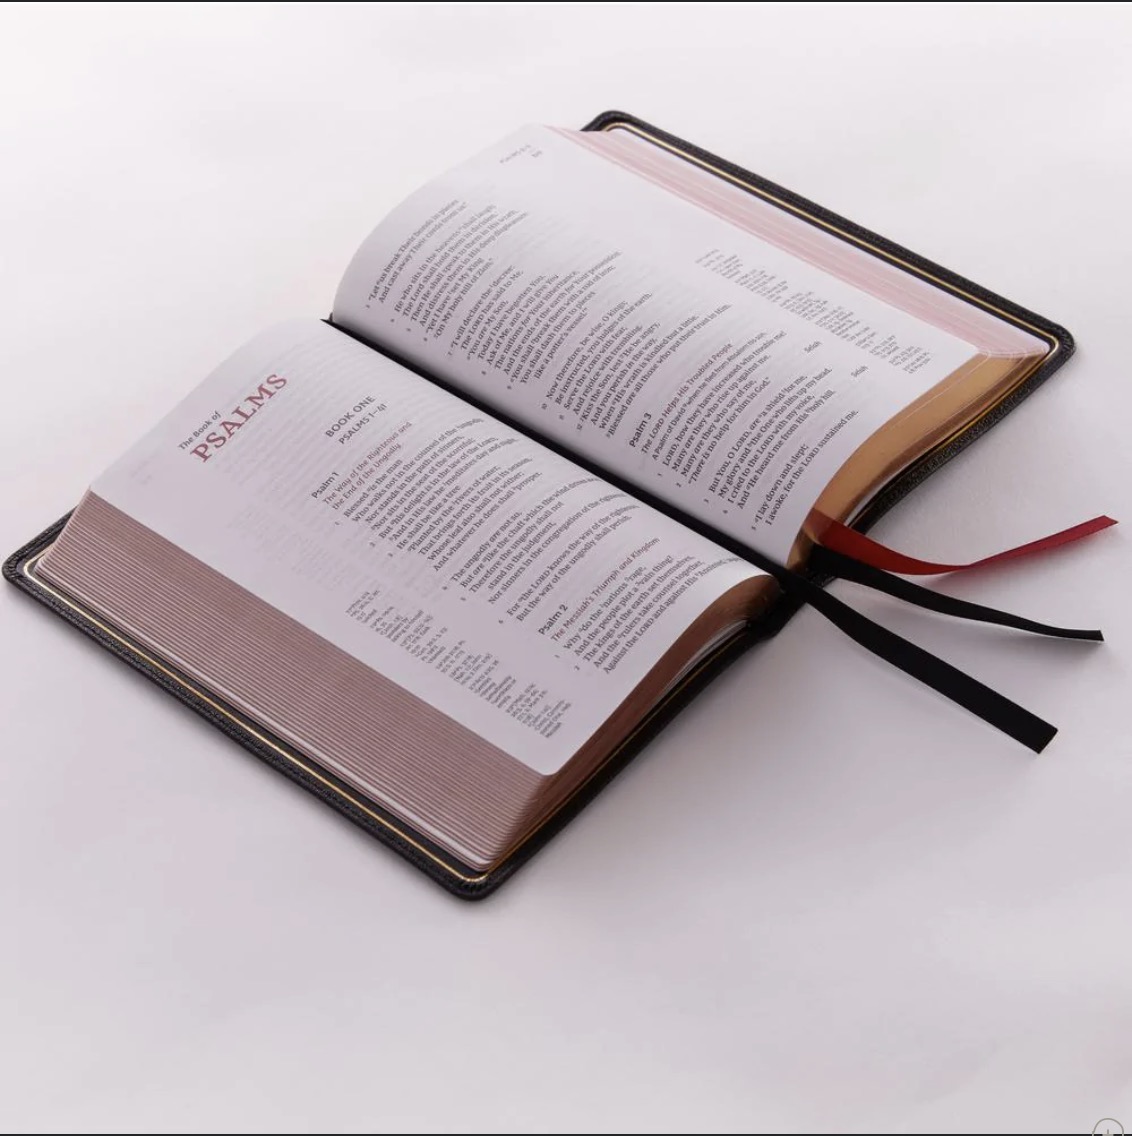 The Book of
PSALMS
BOOK ONE
PSALMS 1–41
Psalm 1
The Way of the Righteous and
the End of the Ungodly
1 Blessed is the man
Who walks not in the counsel of the ungodly,
Nor stands in the path of sinners,
Nor sits in the seat of the scornful;
2 But his delight is in the law of the LORD,
And in His law he meditates day and night.
3 He shall be like a tree
Planted by the rivers of water,
That brings forth its fruit in its season,
Whose leaf also shall not wither;
And whatever he does shall prosper.
4 The ungodly are not so,
But are like the chaff which the wind drives
5 Therefore the ungodly shall not
stand in the judgment,
Nor sinners in the congregation of the righteous.
6 For the LORD knows the way of the righteous,
But the way of the ungodly shall perish.
Psalm 2
The Messiah's Triumph and Kingdom
1 Why do the nations rage,
And the people plot a vain thing?
2 The kings of the earth set themselves,
And the rulers take counsel together,
Against the LORD and against His Anointed
"Let us break Their bonds in pieces
And cast away Their cords from us."
4 He who sits in the heavens shall laugh;
The Lord shall hold them in derision.
5 Then He shall speak to them in His wrath,
And distress them in His deep displeasure:
6 "Yet I have set My King
On My holy hill of Zion."
7 "I will declare the decree:
The LORD has said to Me,
'You are My Son,
Today I have begotten You.
8 Ask of Me, and I will give You
The nations for Your inheritance,
And the ends of the earth for Your possession.
9 You shall break them with a rod of iron;
You shall dash them to pieces
like a potter's vessel.'"
10 Now therefore, be wise, O kings;
Be instructed, you judges of the earth.
11 Serve the LORD with fear,
And rejoice with trembling.
12 Kiss the Son, lest He be angry,
And you perish in the way,
When His wrath is kindled but a little.
Blessed are all those who put their trust in Him.
Psalm 3
The LORD Helps His Troubled People
A Psalm of David when he fled from Absalom his son.
1 LORD, how they have increased who trouble me!
Many are they who rise up against me.
2 Many are they who say of me,
"There is no help for him in God." Selah
3 But You, O LORD, are a shield for me,
My glory and the One who lifts up my head.
4 I cried to the LORD with my voice,
And He heard me from His holy hill. Selah
5 I lay down and slept;
I awoke, for the LORD sustained me.